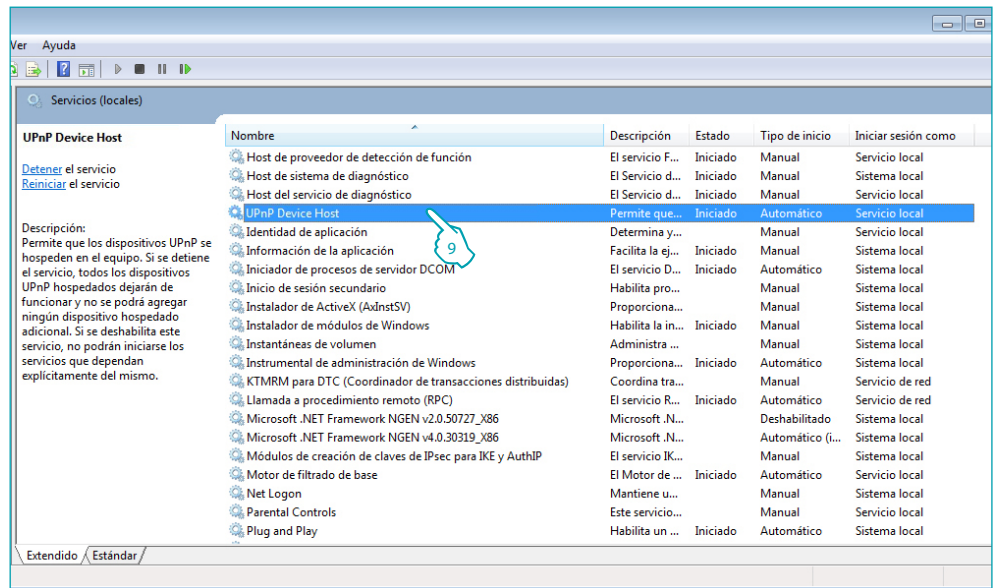 Ver Ayuda
Servicios (locales)
UPnP Device Host
Detener el servicio
Reiniciar el servicio
Descripción:
Permite que los dispositivos UPnP se
hospeden en el equipo. Si se detiene
el servicio, todos los dispositivos
UPnP hospedados dejarán de
funcionar y no se podrá agregar
ningún dispositivo hospedado
adicional. Si se deshabilita este
servicio, no podrán iniciarse los
servicios que dependan
explícitamente del mismo.
Nombre Descripción Estado Tipo de inicio Iniciar sesión como
Host de proveedor de detección de función El servicio F... Iniciado Manual Servicio local
Host de sistema de diagnóstico El Servicio d... Iniciado Manual Sistema local
Host del servicio de diagnóstico El Servicio d... Iniciado Manual Servicio local
UPnP Device Host Permite que... Iniciado Automático Servicio local
Identidad de aplicación Determina y... Manual Servicio local
9
Información de la aplicación Facilita la ej... Iniciado Manual Sistema local
Iniciador de procesos de servidor DCOM El servicio D... Iniciado Automático Sistema local
Inicio de sesión secundario Habilita pro... Manual Sistema local
Instalador de ActiveX (AxInstSV) Proporciona... Manual Sistema local
Instalador de módulos de Windows Habilita la in... Iniciado Manual Sistema local
Instantáneas de volumen Administra ... Manual Sistema local
Instrumental de administración de Windows Proporciona... Iniciado Automático Sistema local
KTMRM para DTC (Coordinador de transacciones distribuidas) Coordina tra... Manual Servicio de red
Llamada a procedimiento remoto (RPC) El servicio R... Iniciado Automático Servicio de red
Microsoft .NET Framework NGEN v2.0.50727_X86 Microsoft .N... Deshabilitado Sistema local
Microsoft .NET Framework NGEN v4.0.30319_X86 Microsoft .N... Automático (i... Sistema local
Módulos de creación de claves de IPsec para IKE y AuthIP El servicio IK... Manual Sistema local
Motor de filtrado de base El Motor de ... Iniciado Automático Servicio local
Net Logon Mantiene u... Manual Sistema local
Parental Controls Este servicio... Manual Servicio local
Plug and Play Habilita un ... Iniciado Automático Sistema local
Extendido Estándar